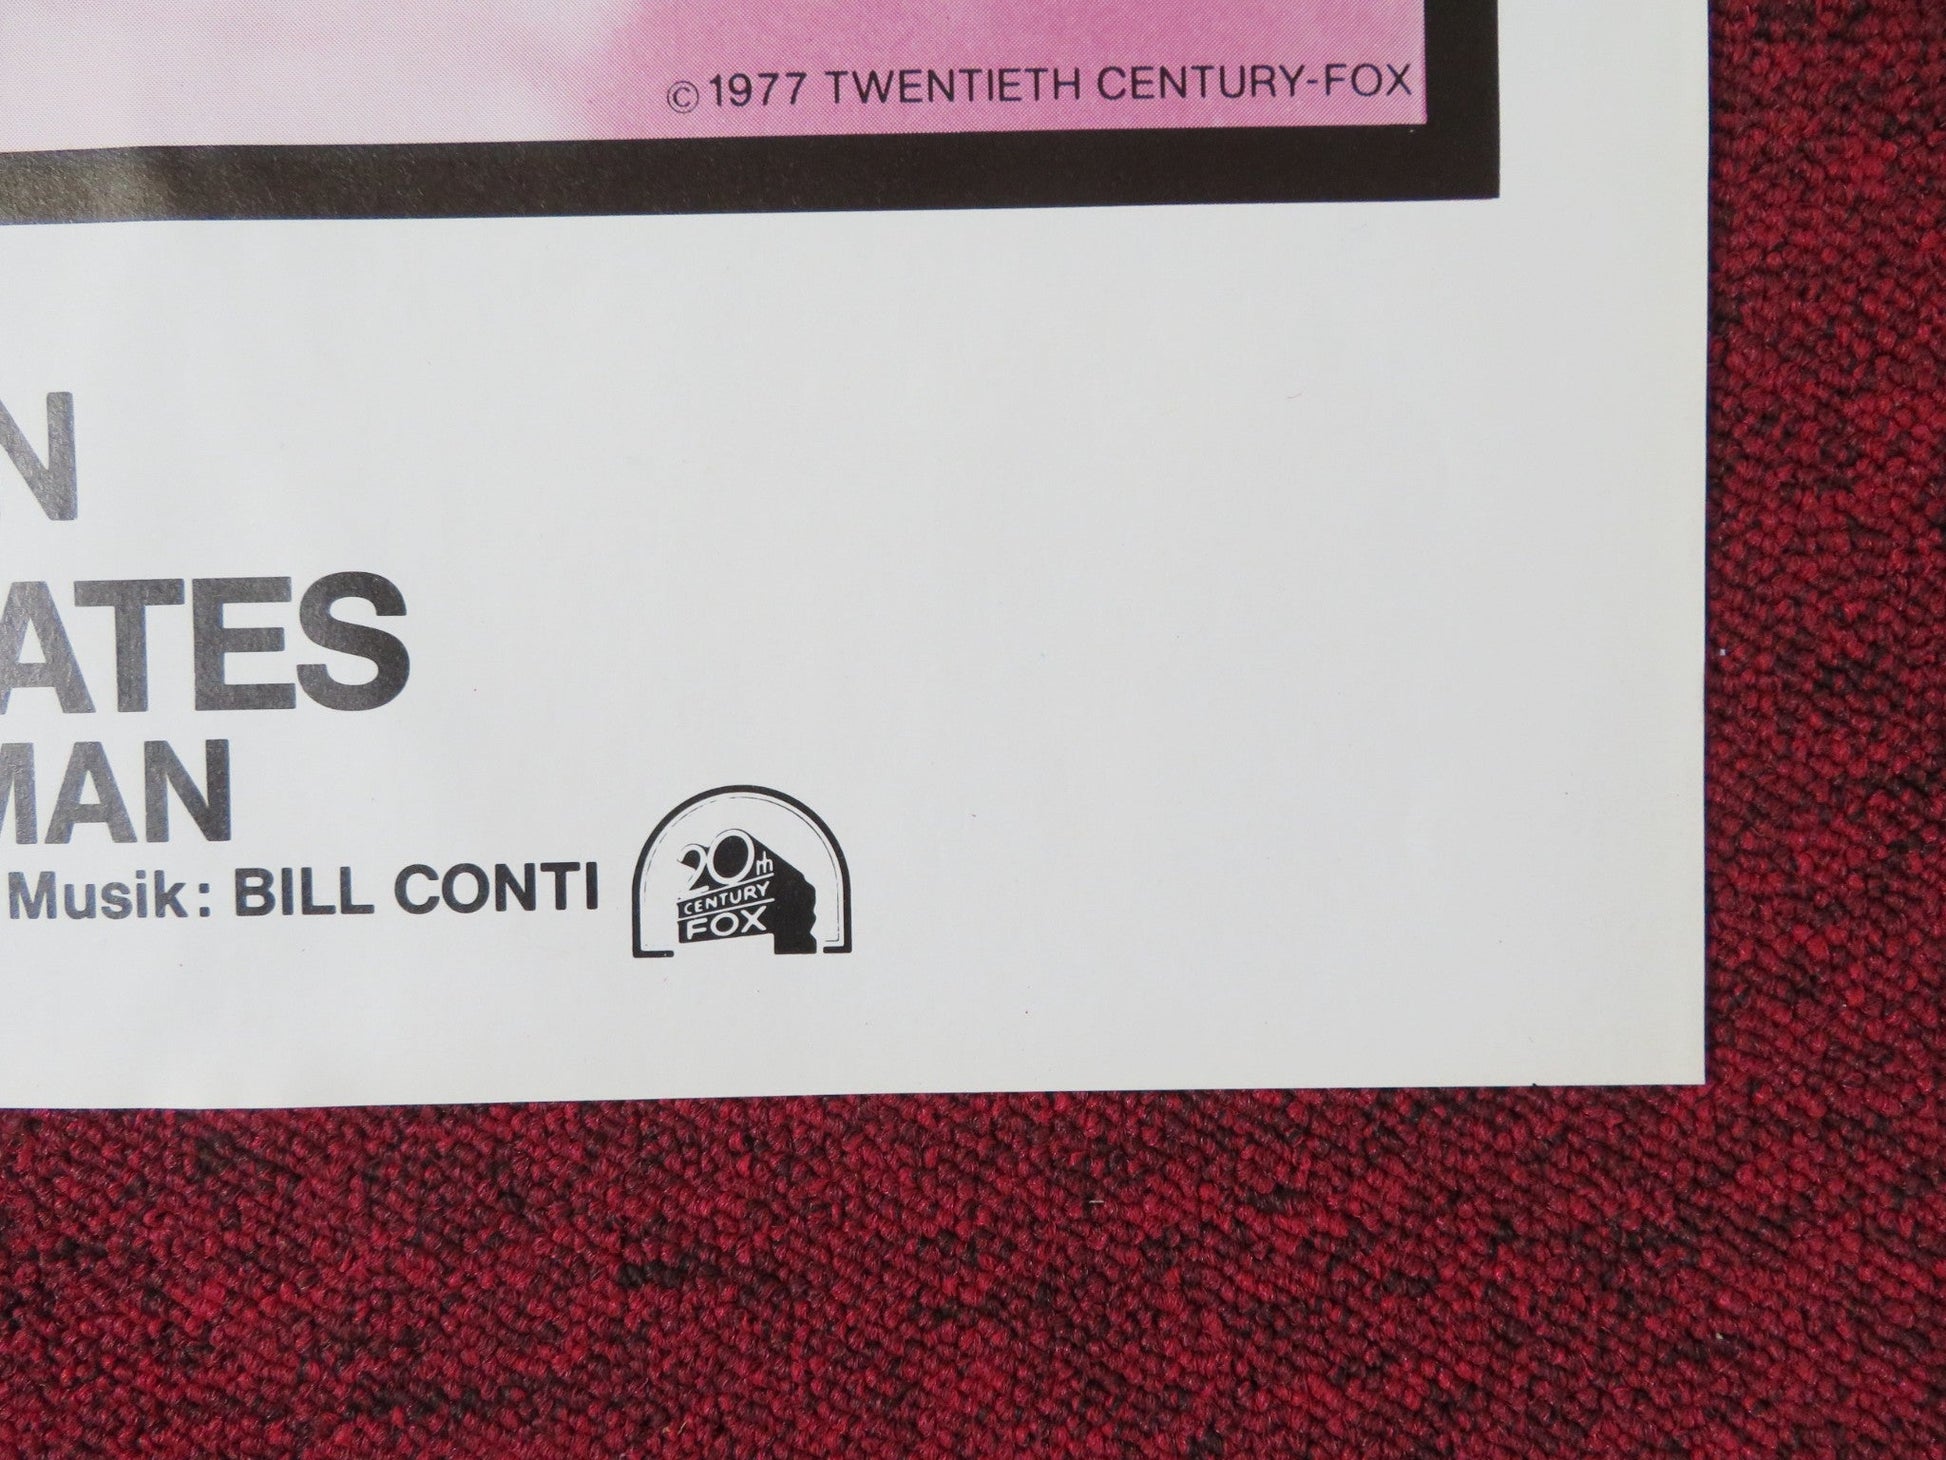 © 1977 TWENTIETH CENTURY-FOX
N
ATES
MAN
Musik: BILL CONTI
20th
CENTURY
FOX